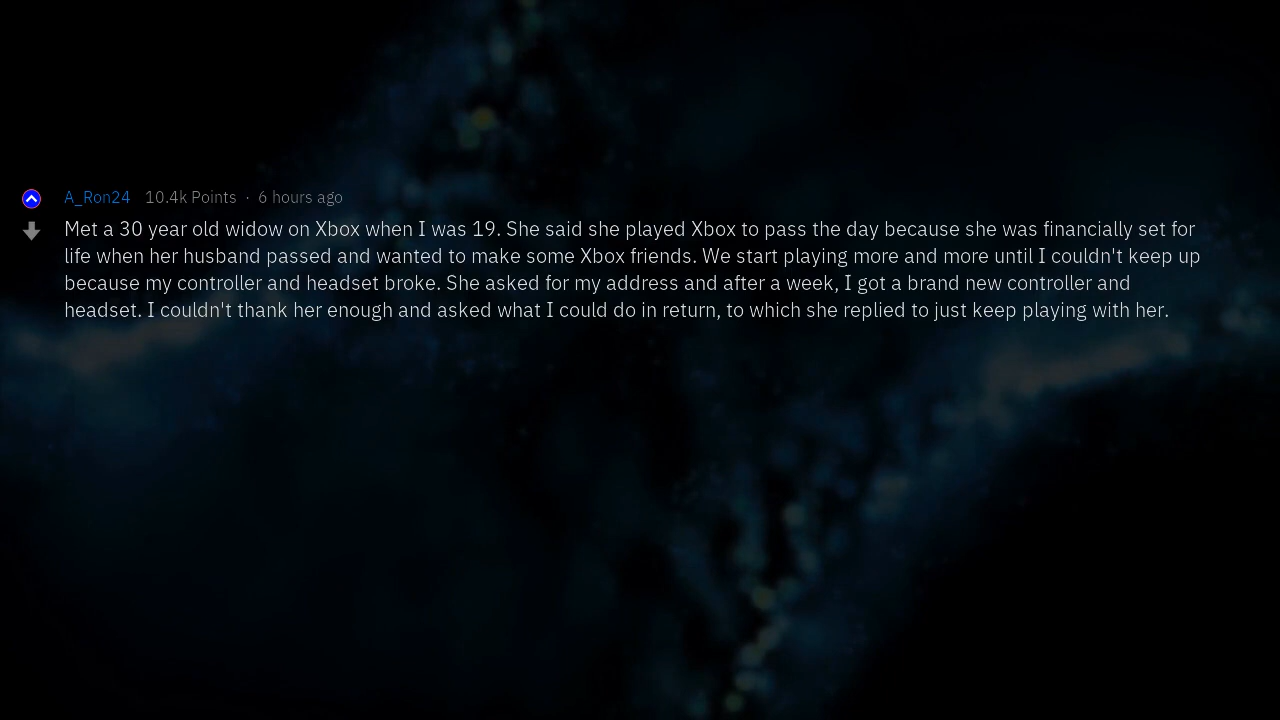 A_Ron24 10.4k Points · 6 hours ago
Met a 30 year old widow on Xbox when I was 19. She said she played Xbox to pass the day because she was financially set for
life when her husband passed and wanted to make some Xbox friends. We start playing more and more until I couldn't keep up
because my controller and headset broke. She asked for my address and after a week, I got a brand new controller and
headset. I couldn't thank her enough and asked what I could do in return, to which she replied to just keep playing with her.